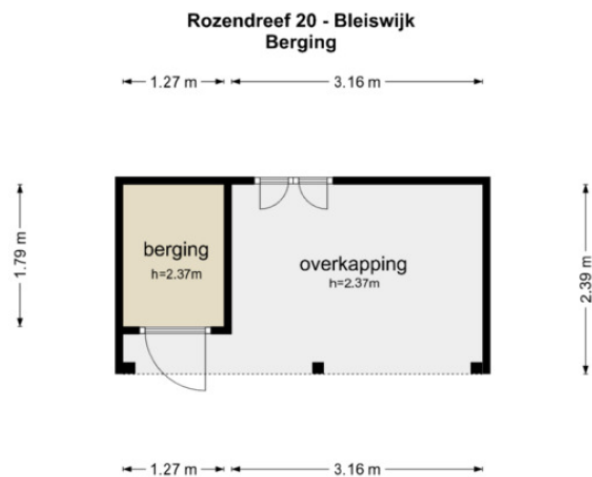 Rozendreef 20 - Bleiswijk
Berging
1.27 m
3.16 m
1.79 m
berging
h=2.37m
overkapping
h=2.37m
2.39 m
1.27 m
3.16 m